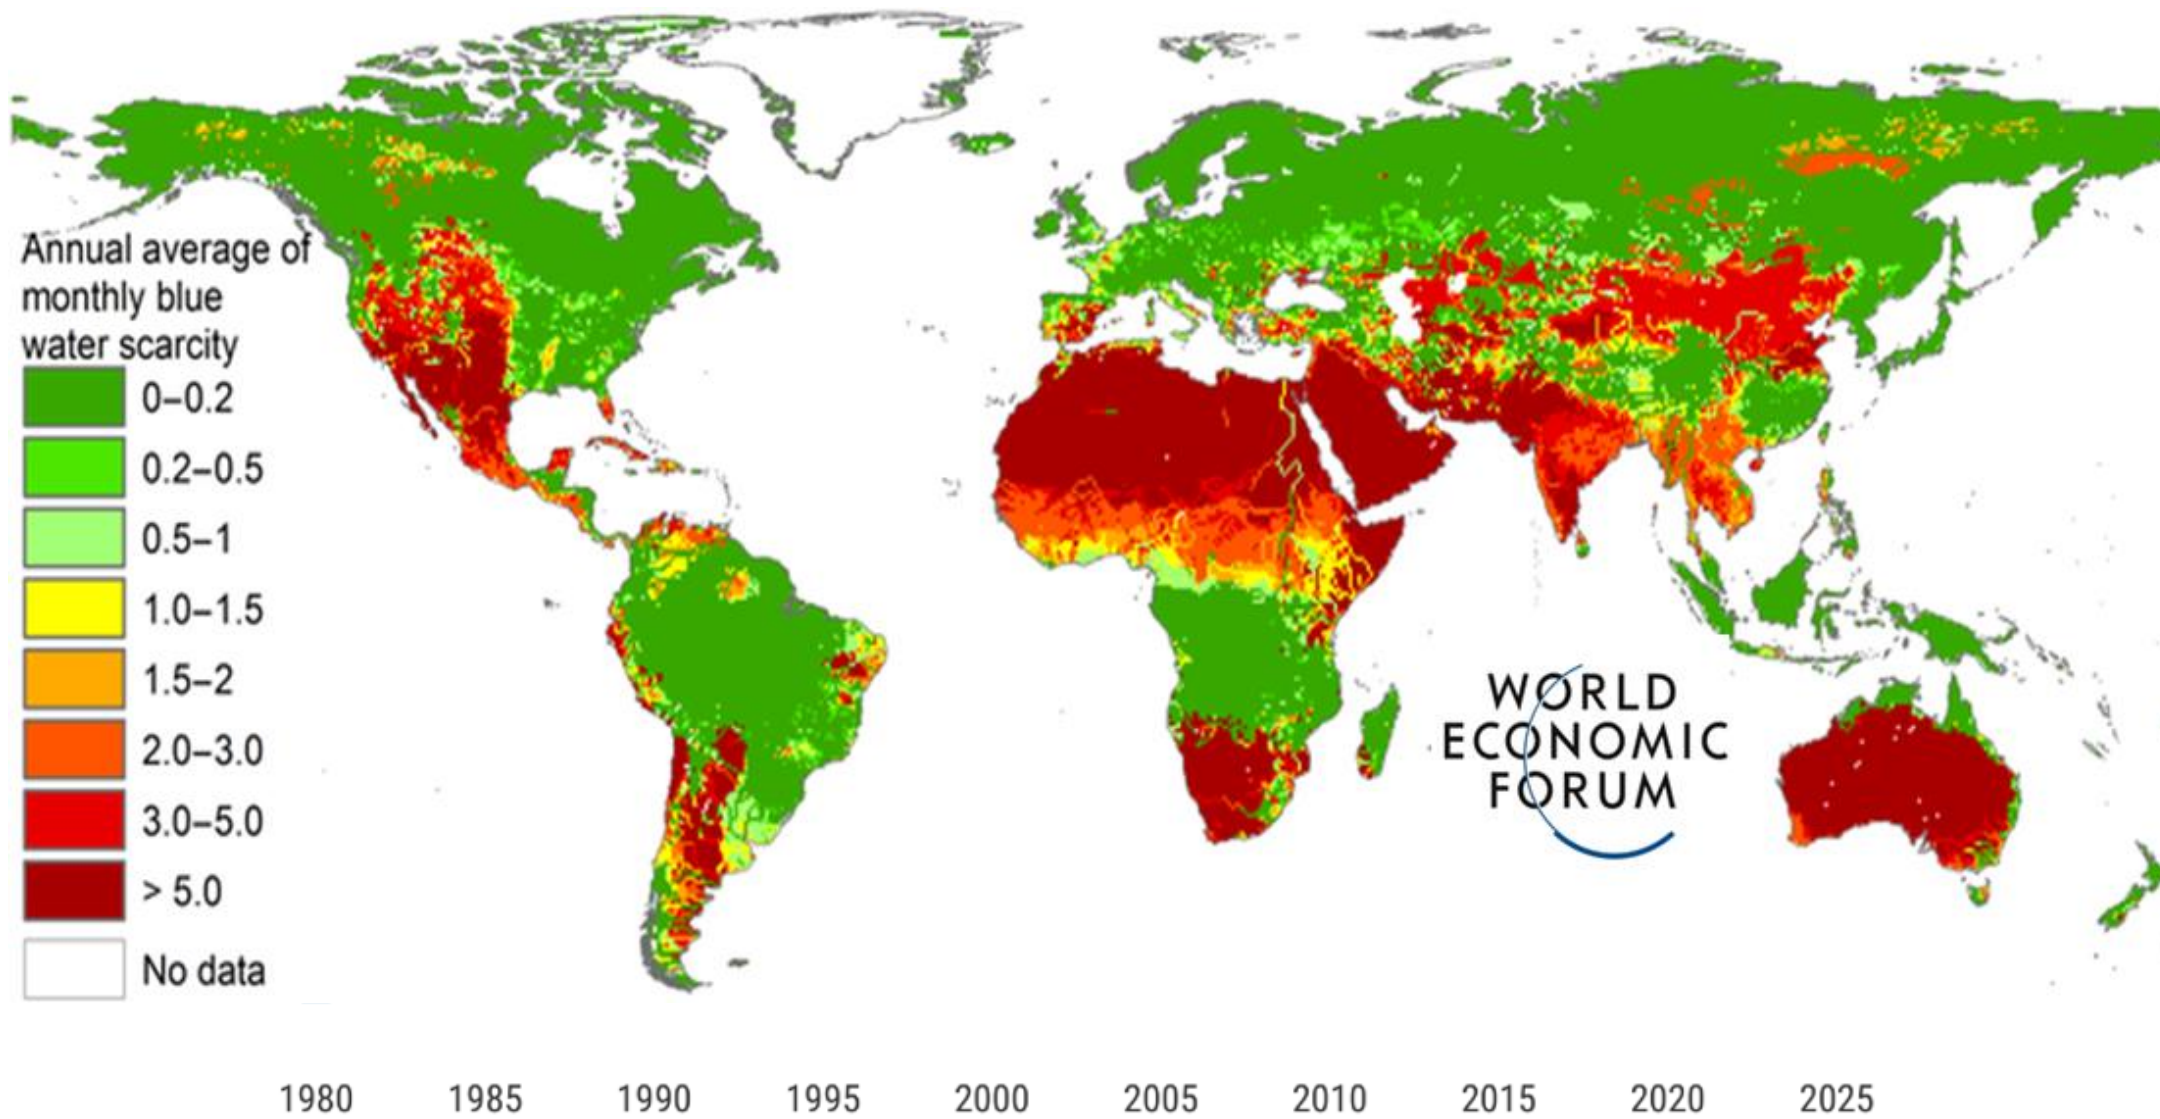 Annual average of
monthly blue
water scarcity
0–0.2
0.2–0.5
0.5–1
1.0–1.5
1.5–2
2.0–3.0
3.0–5.0
> 5.0
No data
WORLD
ECONOMIC
FORUM
1980 1985 1990 1995 2000 2005 2010 2015 2020 2025